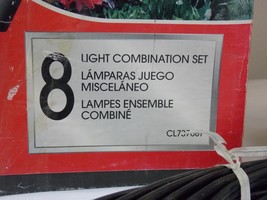 8
LIGHT COMBINATION SET
LÁMPARAS JUEGO
MISCELÁNEO
LAMPES ENSEMBLE
COMBINÉ